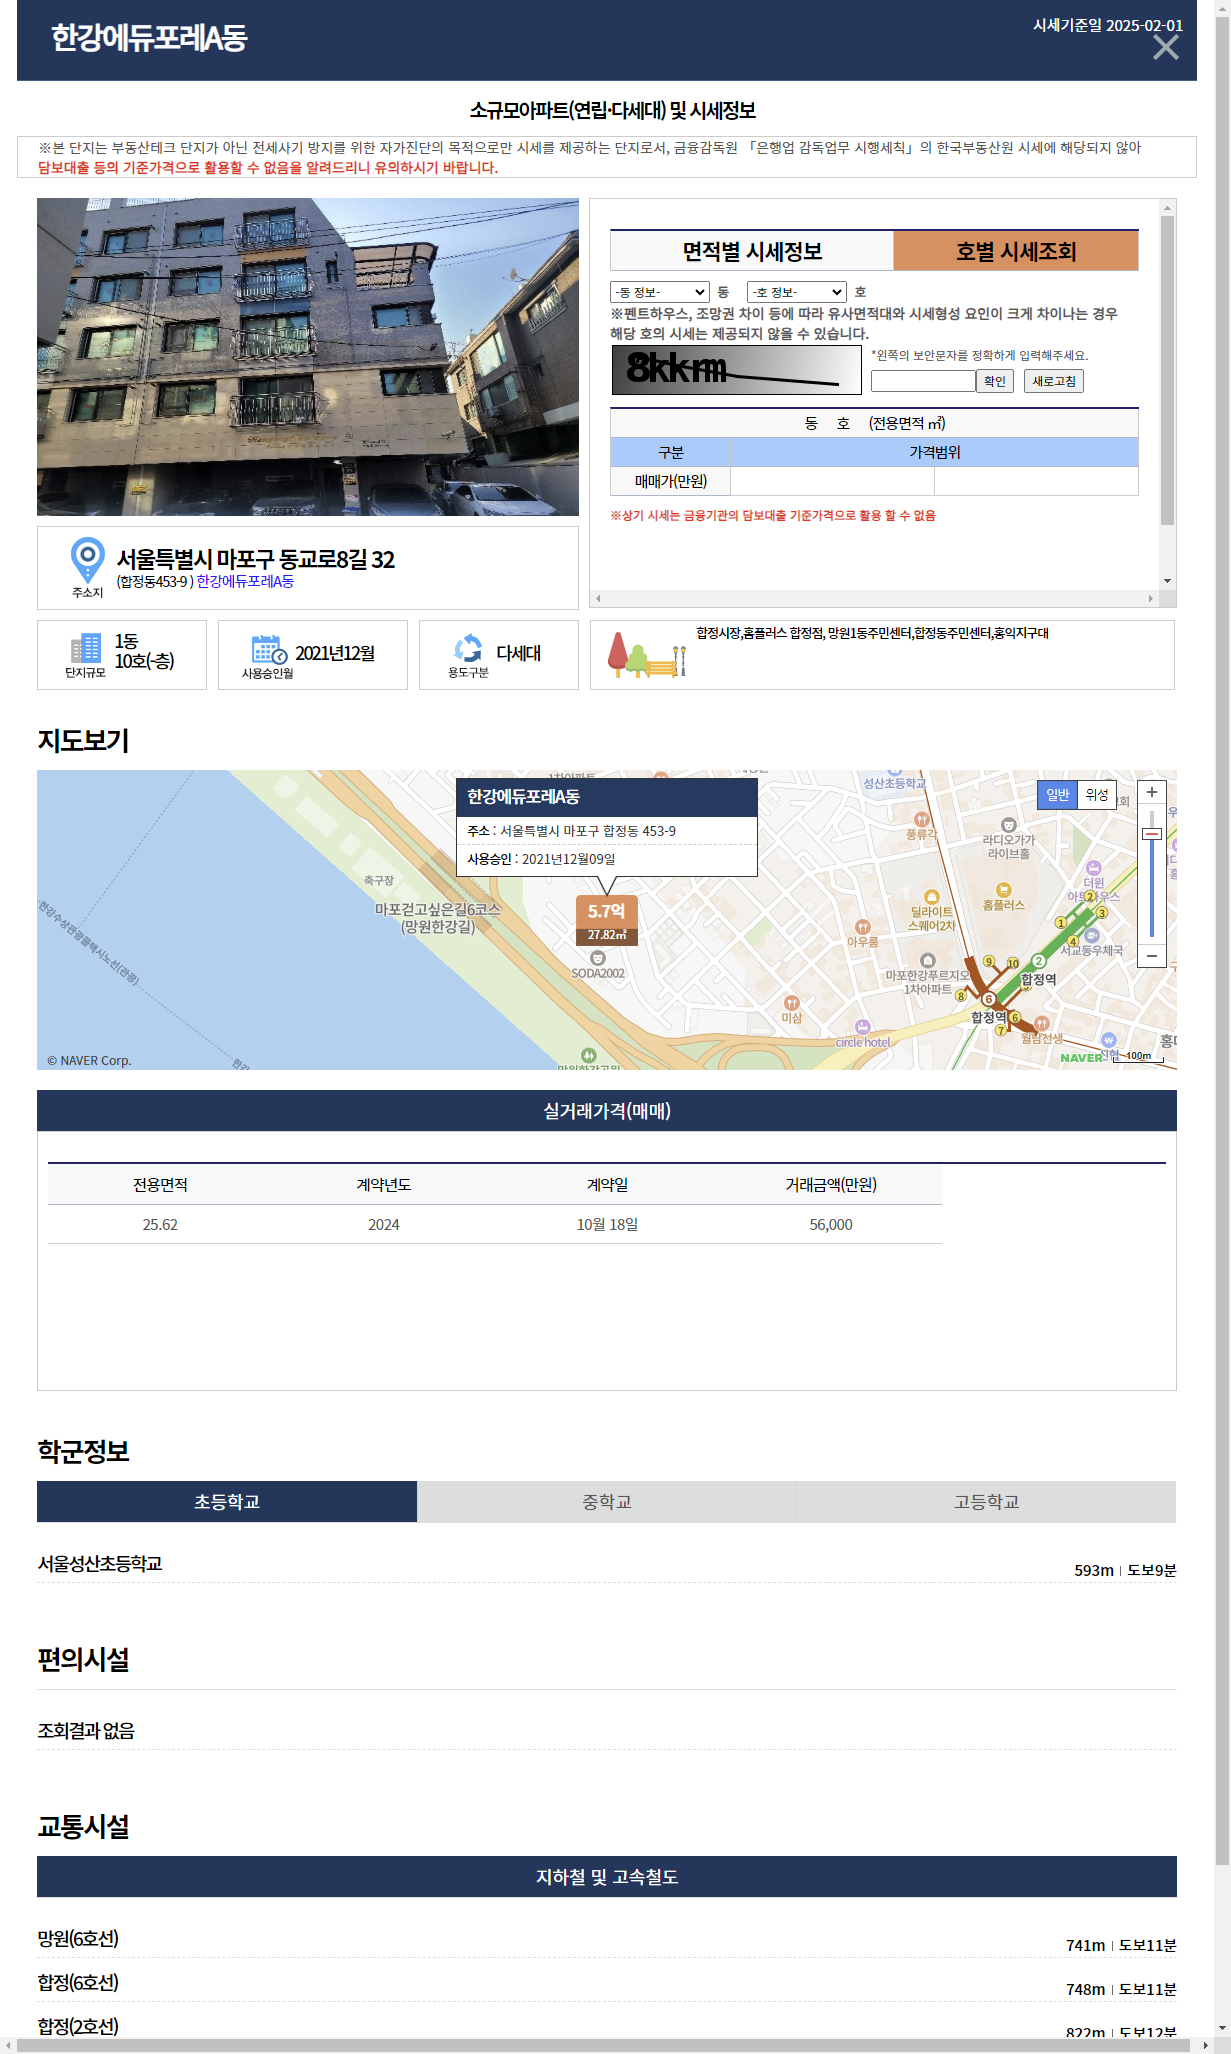 한강에듀포레A동
시세기준일 2025-02-01
소규모아파트(연립·다세대) 및 시세정보
※본 단지는 부동산테크 단지가 아닌 전세사기 방지를 위한 자가진단의 목적으로만 시세를 제공하는 단지로서, 금융감독원 「은행업 감독업무 시행세칙」의 한국부동산원 시세에 해당되지 않아
담보대출 등의 기준가격으로 활용할 수 없음을 알려드리니 유의하시기 바랍니다.
면적별 시세정보 호별 시세조회
-동 정보- 동 -호 정보- 호
※펜트하우스, 조망권 차이 등에 따라 유사면적대와 시세형성 요인이 크게 차이나는 경우
해당 호의 시세는 제공되지 않을 수 있습니다.
8kkmm
*왼쪽의 보안문자를 정확하게 입력해주세요.
확인 새로고침
동 호 (전용면적 ㎡)
구분 가격범위
매매가(만원)
※상기 시세는 금융기관의 담보대출 기준가격으로 활용 할 수 없음
주소지
서울특별시 마포구 동교로8길 32
(합정동453-9 ) 한강에듀포레A동
단지규모
1동
10호(-층)
사용승인월
2021년12월
용도구분
다세대
합정시장,홈플러스 합정점, 망원1동주민센터,합정동주민센터,홍익지구대
지도보기
1차아파트
성산초등학교
일반 위성
한강에듀포레A동
주소 : 서울특별시 마포구 합정동 453-9
사용승인 : 2021년12월09일
풍류각
라디오가가
라이브홀
축구장
더윈
아트하우스
마포걷고싶은길6코스
(망원한강길)
5.7억
27.82㎡
홈플러스
딜라이트
스퀘어2차
아우룸
서교동우체국
한강수상관광콜택시노선(관광)
SODA2002
마포한강푸르지오
1차아파트
합정역
합정역
미삼
circle hotel
월남선생
망원한강공원
© NAVER Corp.
NAVER
100m
실거래가격(매매)
전용면적 계약년도 계약일 거래금액(만원)
25.62 2024 10월 18일 56,000
학군정보
초등학교 중학교 고등학교
서울성산초등학교
593m | 도보9분
편의시설
조회결과 없음
교통시설
지하철 및 고속철도
망원(6호선)
741m | 도보11분
합정(6호선)
748m | 도보11분
합정(2호선)
822m | 도보12분